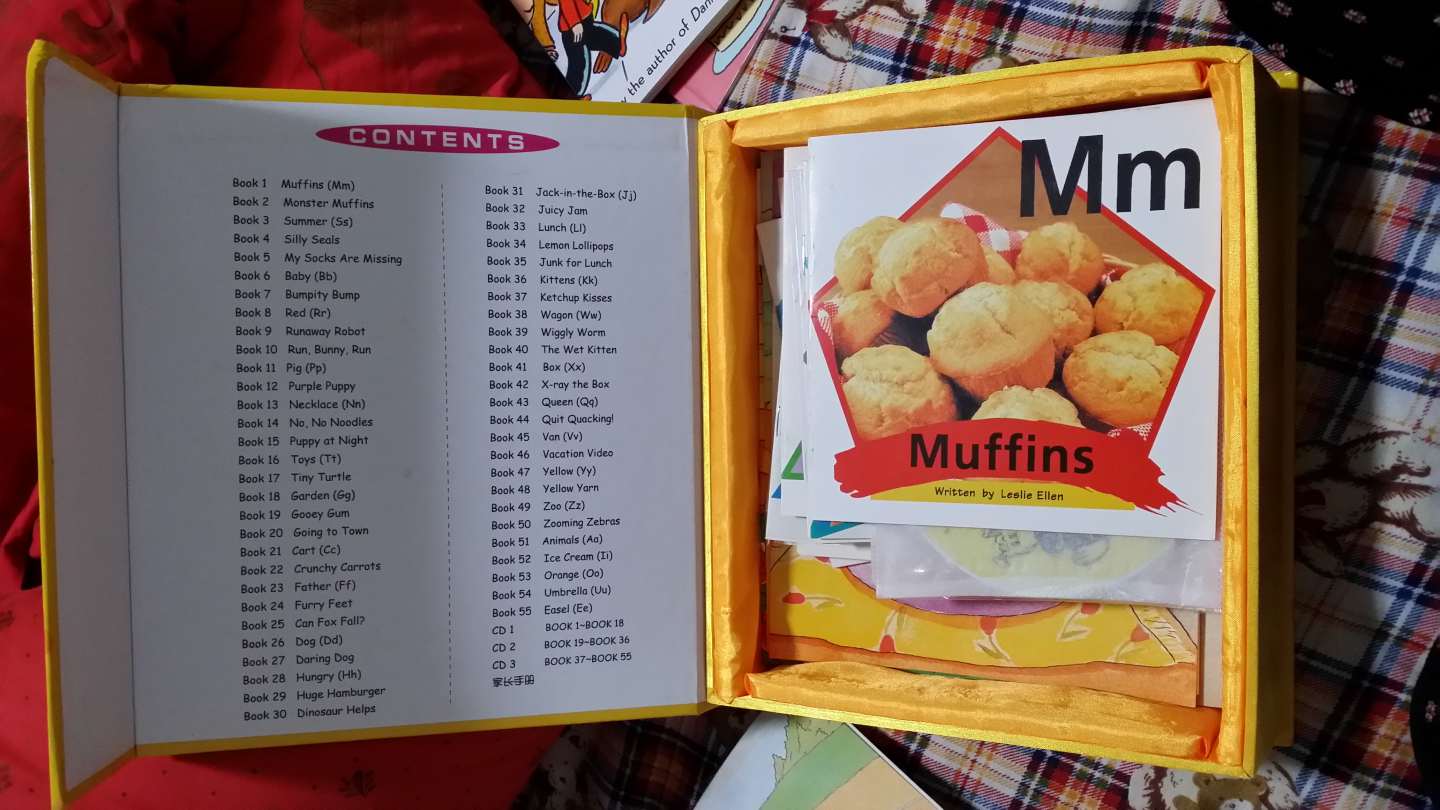 y the author of Dan
CONTENTS
Book 1 Muffins (Mm)
Book 2 Monster Muffins
Book 3 Summer (Ss)
Book 4 Silly Seals
Book 5 My Socks Are Missing
Book 6 Baby (Bb)
Book 7 Bumpity Bump
Book 8 Red (Rr)
Book 9 Runaway Robot
Book 10 Run, Bunny, Run
Book 11 Pig (Pp)
Book 12 Purple Puppy
Book 13 Necklace (Nn)
Book 14 No, No Noodles
Book 15 Puppy at Night
Book 16 Toys (Tt)
Book 17 Tiny Turtle
Book 18 Garden (Gg)
Book 19 Gooey Gum
Book 20 Going to Town
Book 21 Cart (Cc)
Book 22 Crunchy Carrots
Book 23 Father (Ff)
Book 24 Furry Feet
Book 25 Can Fox Fall?
Book 26 Dog (Dd)
Book 27 Daring Dog
Book 28 Hungry (Hh)
Book 29 Huge Hamburger
Book 30 Dinosaur Helps
Book 31 Jack-in-the-Box (Jj)
Book 32 Juicy Jam
Book 33 Lunch (Ll)
Book 34 Lemon Lollipops
Book 35 Junk for Lunch
Book 36 Kittens (Kk)
Book 37 Ketchup Kisses
Book 38 Wagon (Ww)
Book 39 Wiggly Worm
Book 40 The Wet Kitten
Book 41 Box (Xx)
Book 42 X-ray the Box
Book 43 Queen (Qq)
Book 44 Quit Quacking!
Book 45 Van (Vv)
Book 46 Vacation Video
Book 47 Yellow (Yy)
Book 48 Yellow Yarn
Book 49 Zoo (Zz)
Book 50 Zooming Zebras
Book 51 Animals (Aa)
Book 52 Ice Cream (Ii)
Book 53 Orange (Oo)
Book 54 Umbrella (Uu)
Book 55 Easel (Ee)
CD 1 BOOK 1~BOOK 18
CD 2 BOOK 19~BOOK 36
CD 3 BOOK 37~BOOK 55
家长手册
Mm
Muffins
Written by Leslie Ellen